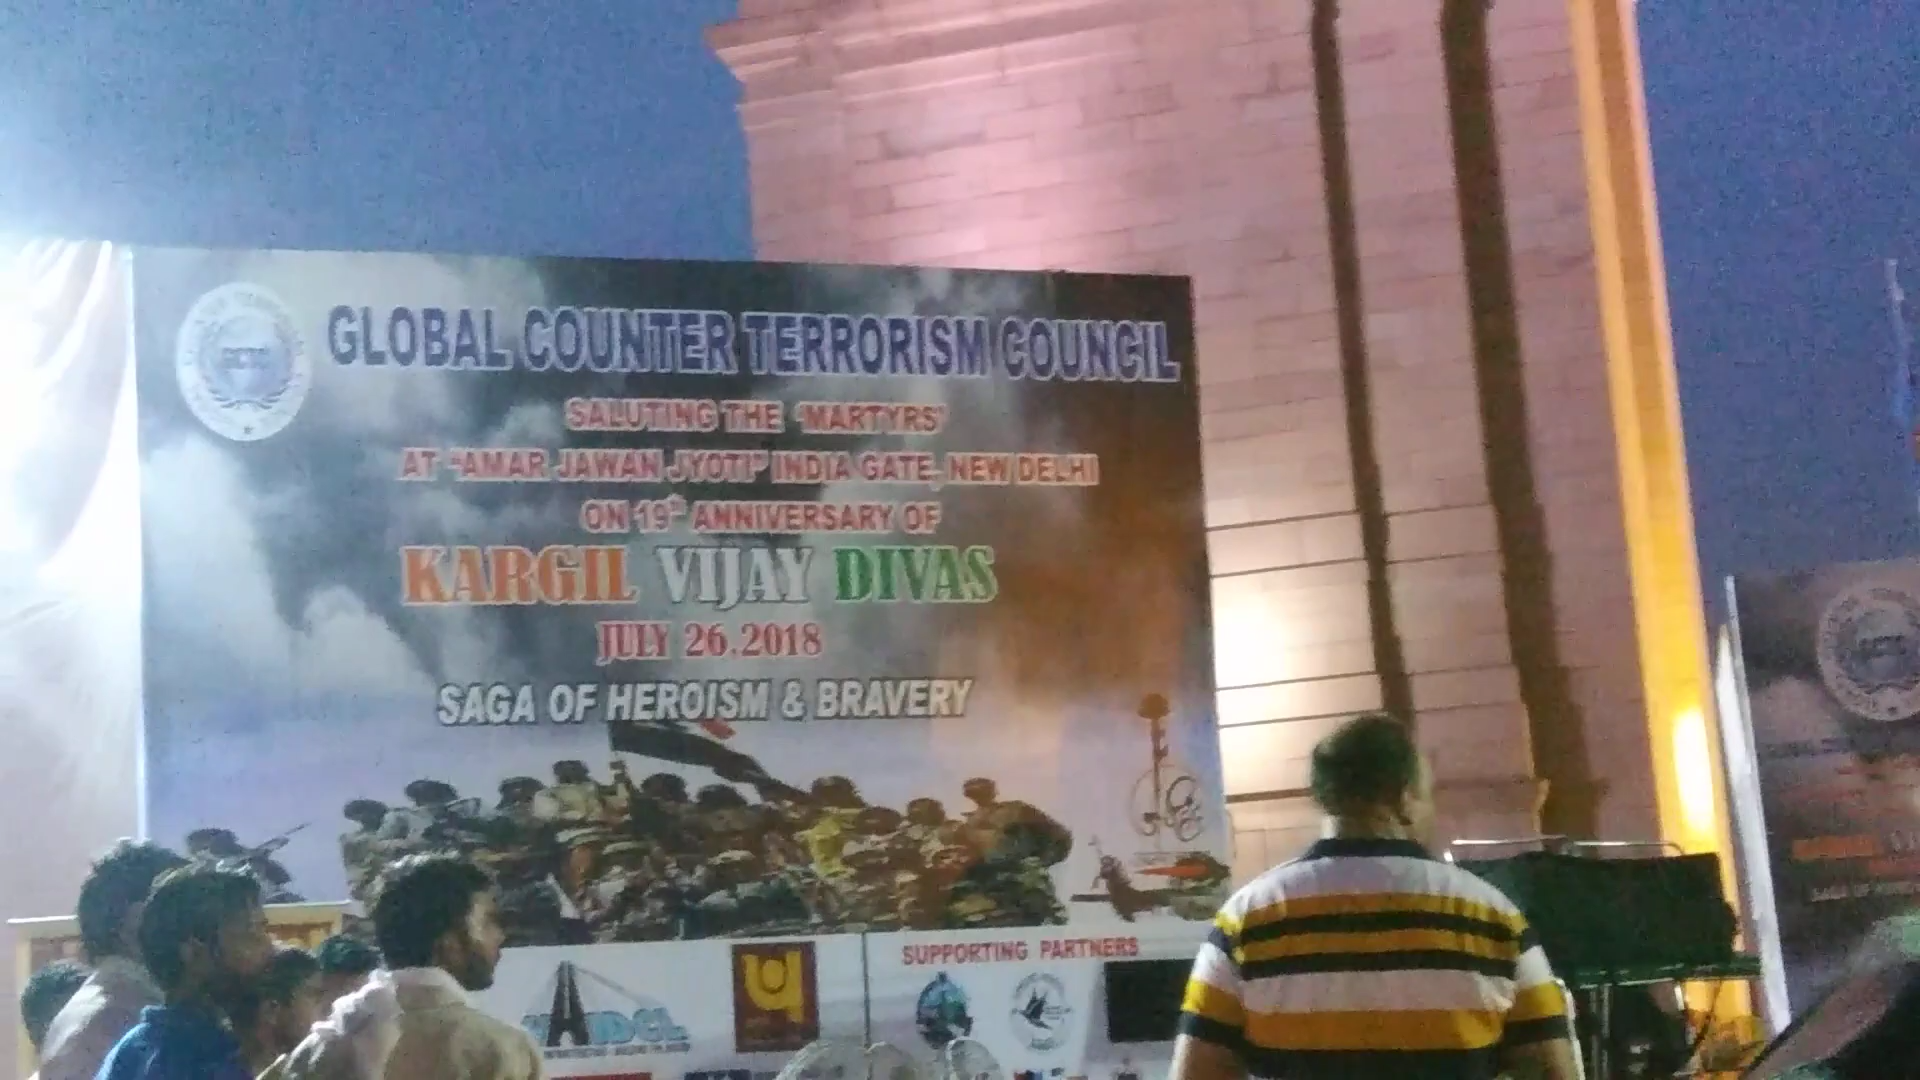 GLOBAL COUNTER TERRORISM COUNCIL
SALUTING THE 'MARTYRS'
AT "AMAR JAWAN JYOTI" INDIA GATE, NEW DELHI
ON 19th ANNIVERSARY OF
KARGIL VIJAY DIVAS
JULY 26.2018
SAGA OF HEROISM & BRAVERY
SUPPORTING PARTNERS